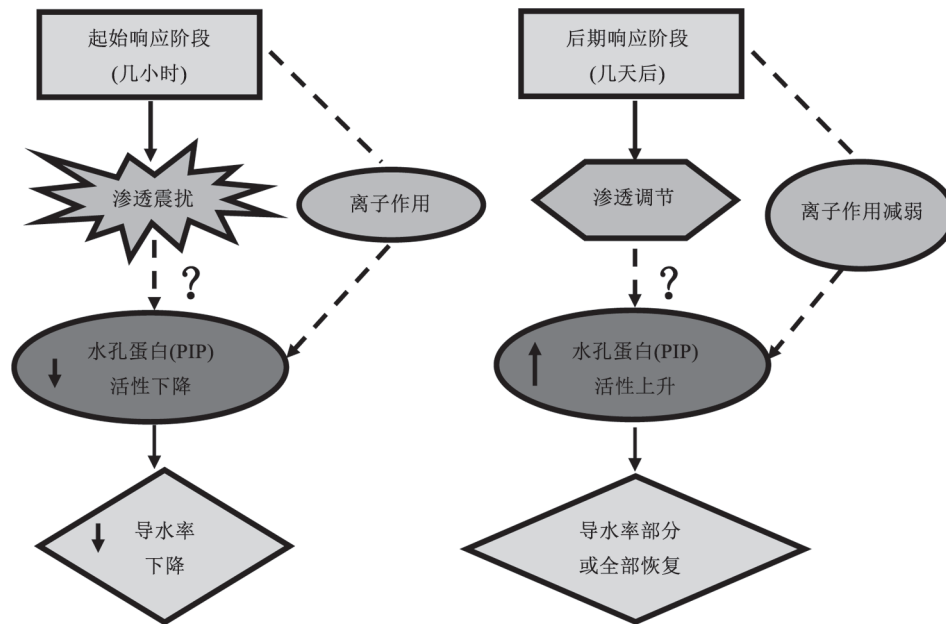 起始响应阶段
(几小时)
渗透震扰
离子作用
?
水孔蛋白(PIP)
活性下降
导水率
下降
后期响应阶段
(几天后)
渗透调节
离子作用减弱
?
水孔蛋白(PIP)
活性上升
导水率部分
或全部恢复